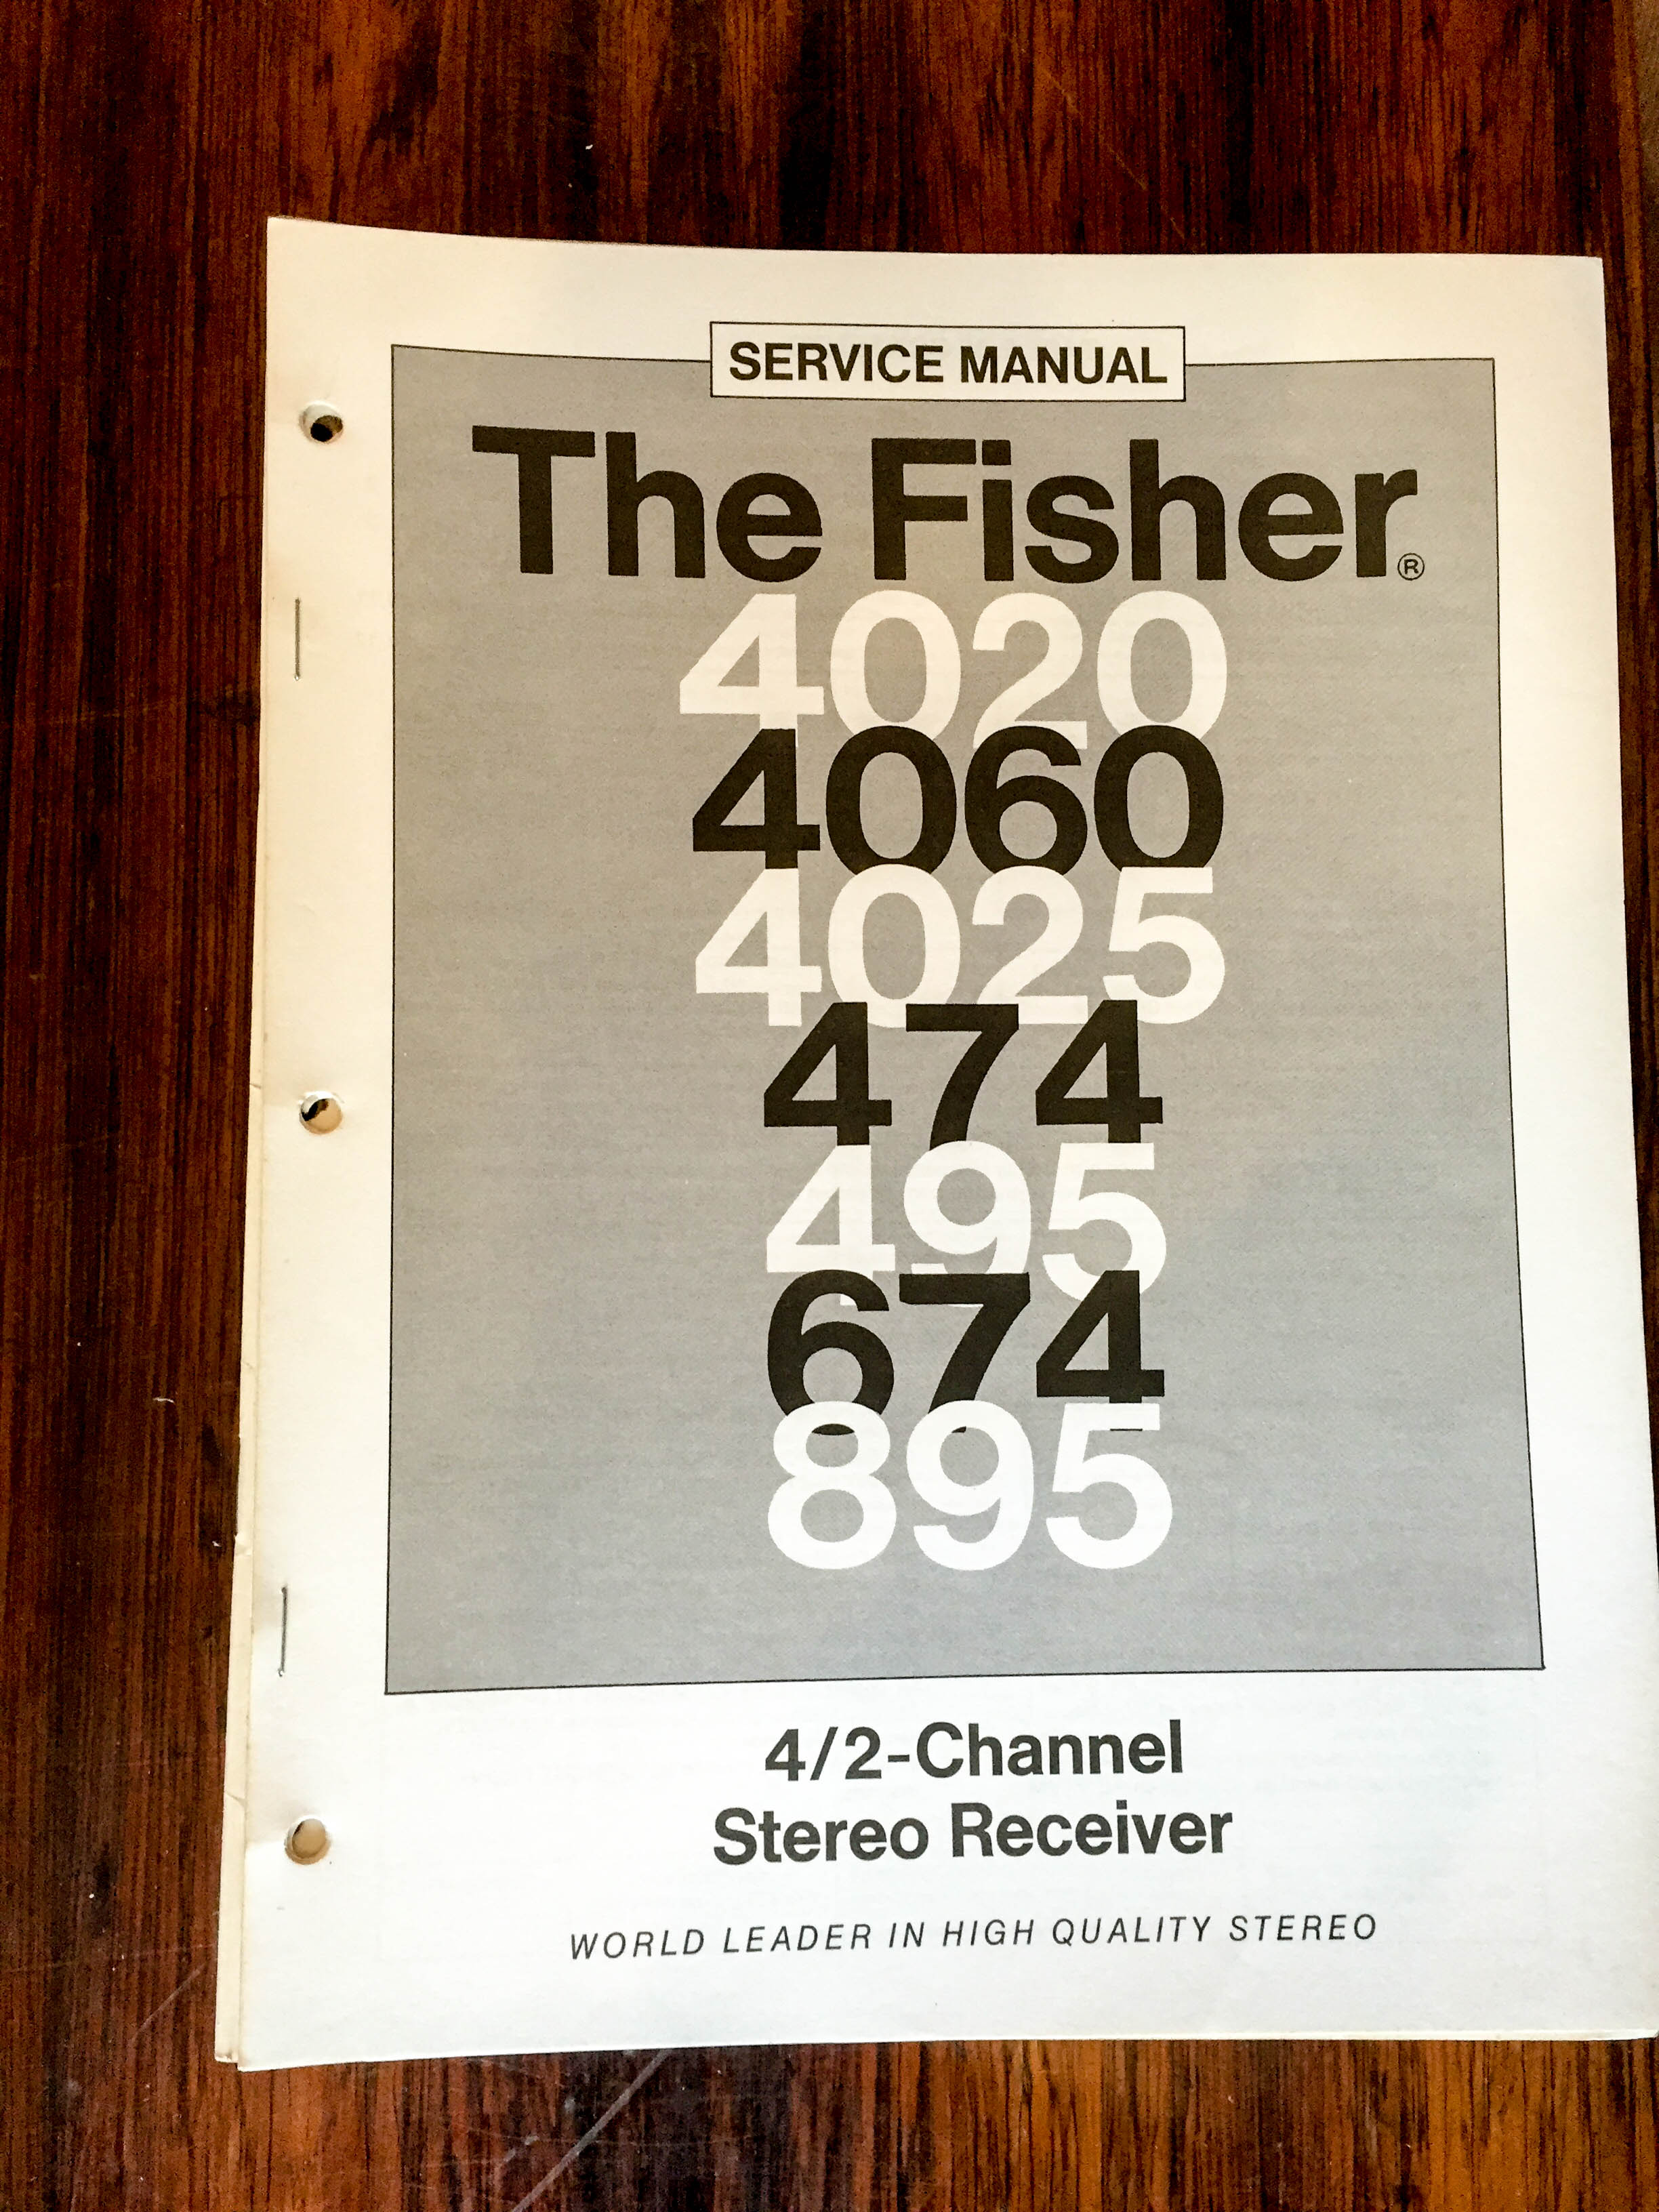 SERVICE MANUAL
The Fisher®
4020
4060
4025
474
495
674
895
4/2-Channel
Stereo Receiver
WORLD LEADER IN HIGH QUALITY STEREO